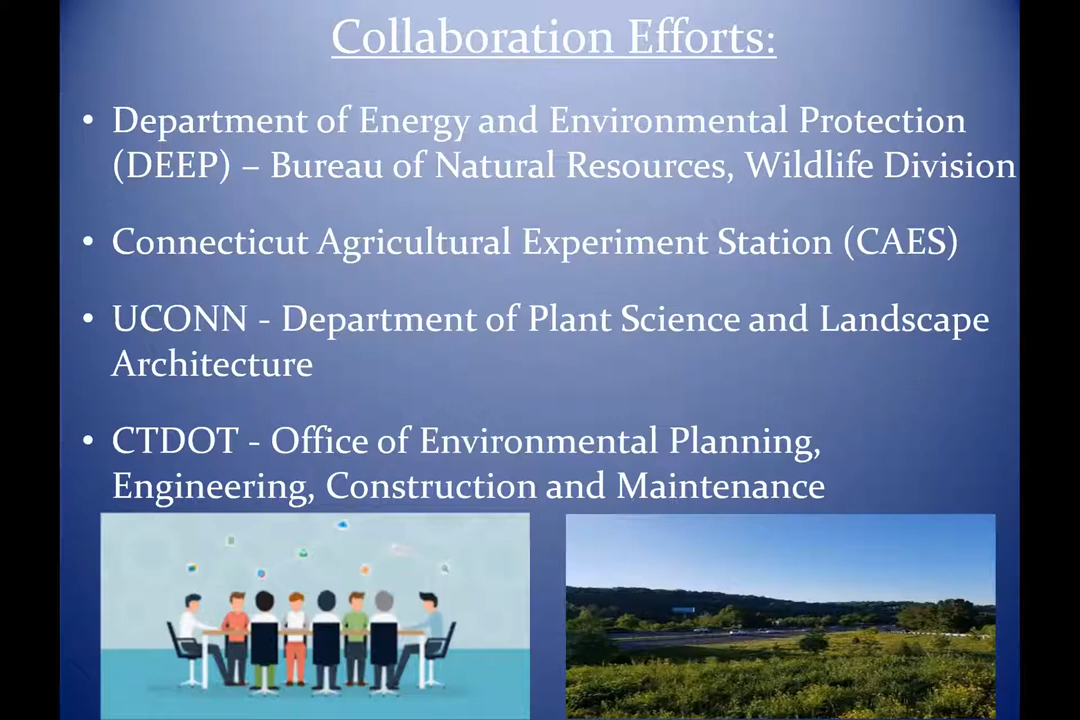 Collaboration Efforts:
• Department of Energy and Environmental Protection
(DEEP) – Bureau of Natural Resources, Wildlife Division
• Connecticut Agricultural Experiment Station (CAES)
• UCONN - Department of Plant Science and Landscape
Architecture
• CTDOT - Office of Environmental Planning,
Engineering, Construction and Maintenance